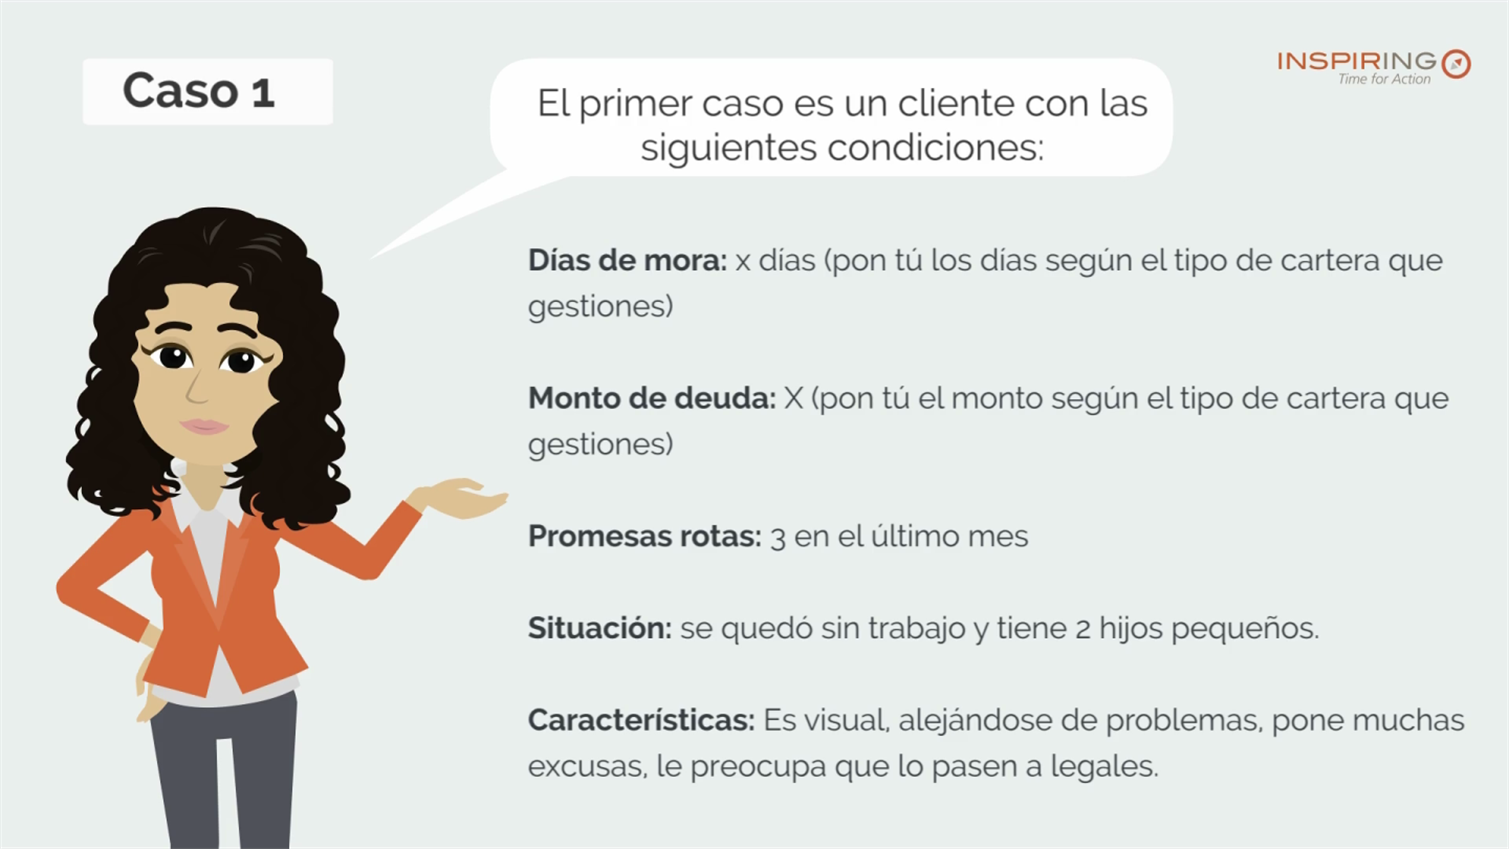 Caso 1
El primer caso es un cliente con las
siguientes condiciones:
INSPIRING
Time for Action
Días de mora: x días (pon tú los días según el tipo de cartera que
gestiones)
Monto de deuda: X (pon tú el monto según el tipo de cartera que
gestiones)
Promesas rotas: 3 en el último mes
Situación: se quedó sin trabajo y tiene 2 hijos pequeños.
Características: Es visual, alejándose de problemas, pone muchas
excusas, le preocupa que lo pasen a legales.